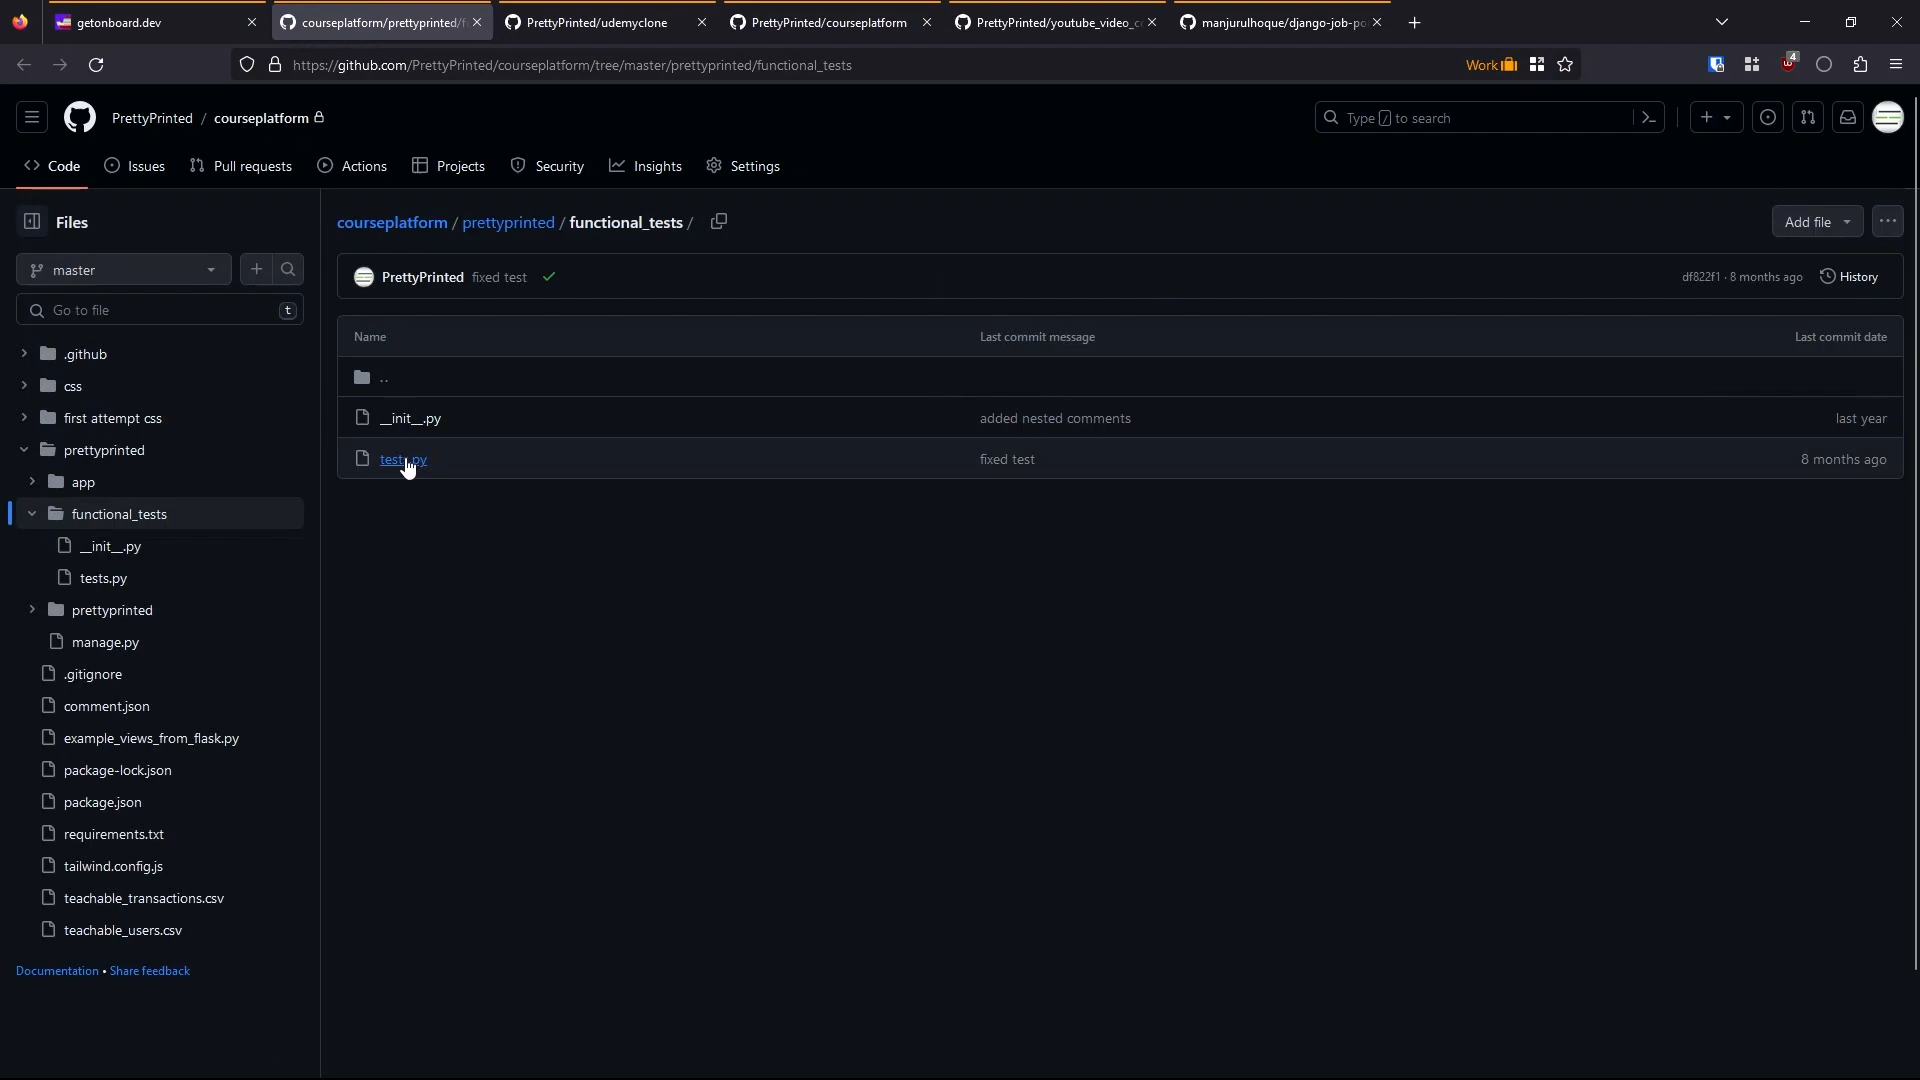 getonboard.dev
courseplatform/prettyprinted/f
PrettyPrinted/udemyclone
PrettyPrinted/courseplatform
PrettyPrinted/youtube_video_c
manjurulhoque/django-job-po
https://github.com/PrettyPrinted/courseplatform/tree/master/prettyprinted/functional_tests
Work
4
PrettyPrinted / courseplatform
Type / to search
Code
Issues
Pull requests
Actions
Projects
Security
Insights
Settings
Files
master
Go to file
t
.github
css
first attempt css
prettyprinted
app
functional_tests
__init__.py
tests.py
prettyprinted
manage.py
.gitignore
comment.json
example_views_from_flask.py
package-lock.json
package.json
requirements.txt
tailwind.config.js
teachable_transactions.csv
teachable_users.csv
Documentation • Share feedback
courseplatform / prettyprinted / functional_tests /
Add file
PrettyPrinted fixed test
df822f1 · 8 months ago
History
Name Last commit message Last commit date
..
__init__.py added nested comments last year
tests.py fixed test 8 months ago